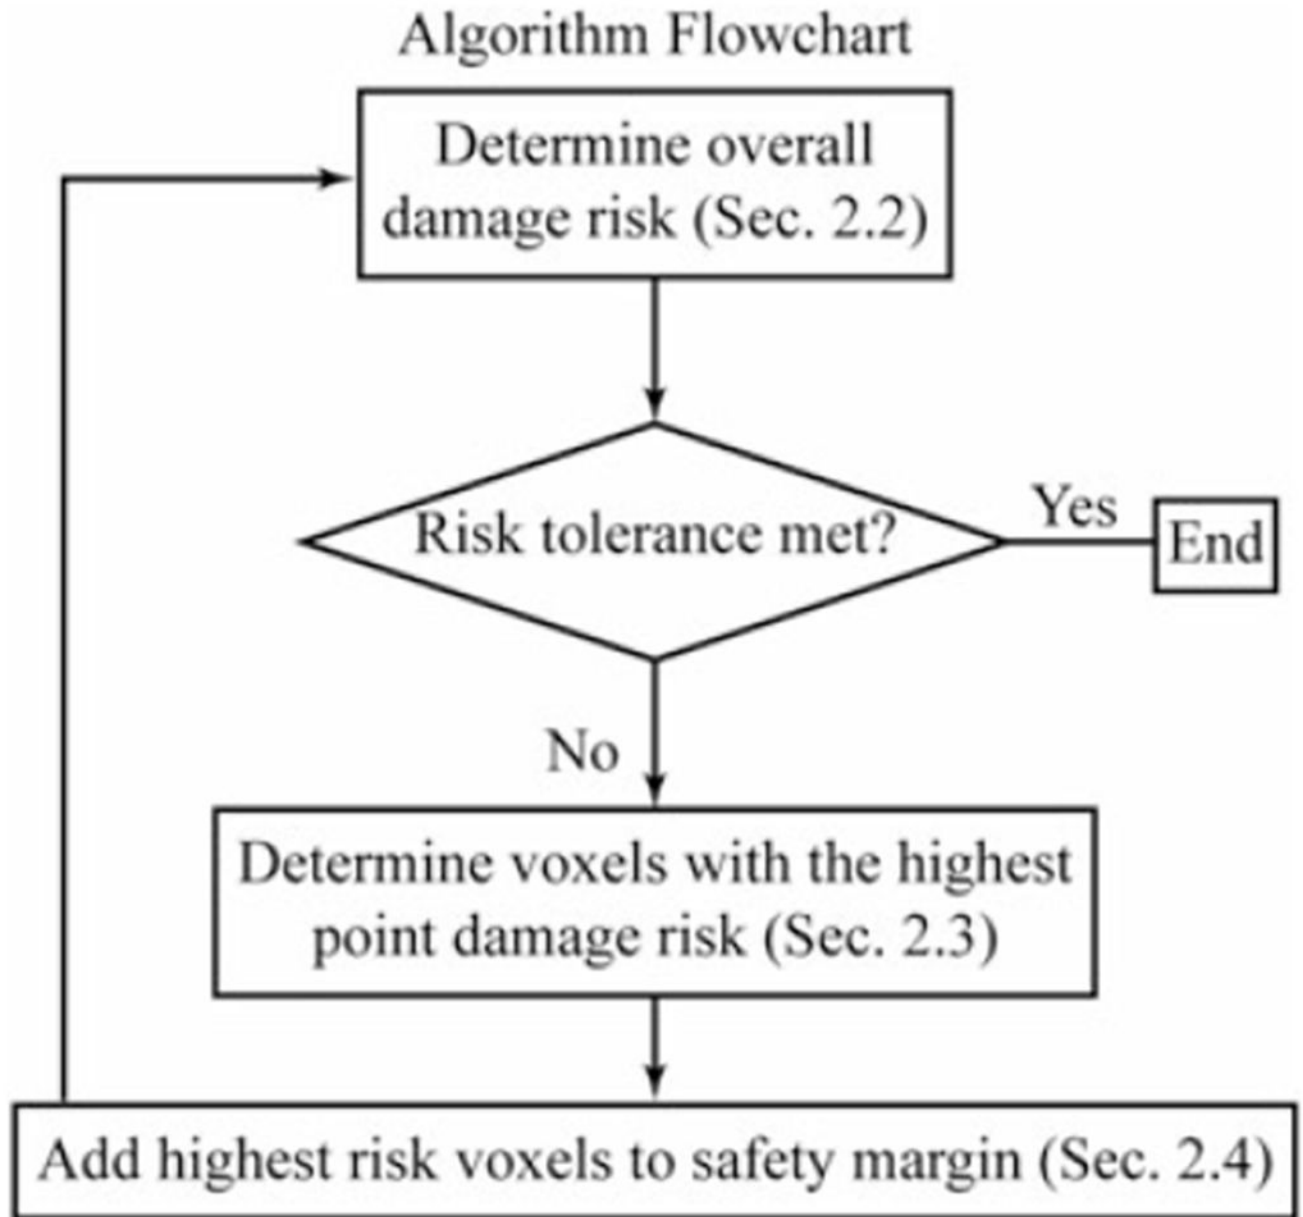 Algorithm Flowchart
Determine overall
damage risk (Sec. 2.2)
Risk tolerance met?
Yes
End
No
Determine voxels with the highest
point damage risk (Sec. 2.3)
Add highest risk voxels to safety margin (Sec. 2.4)